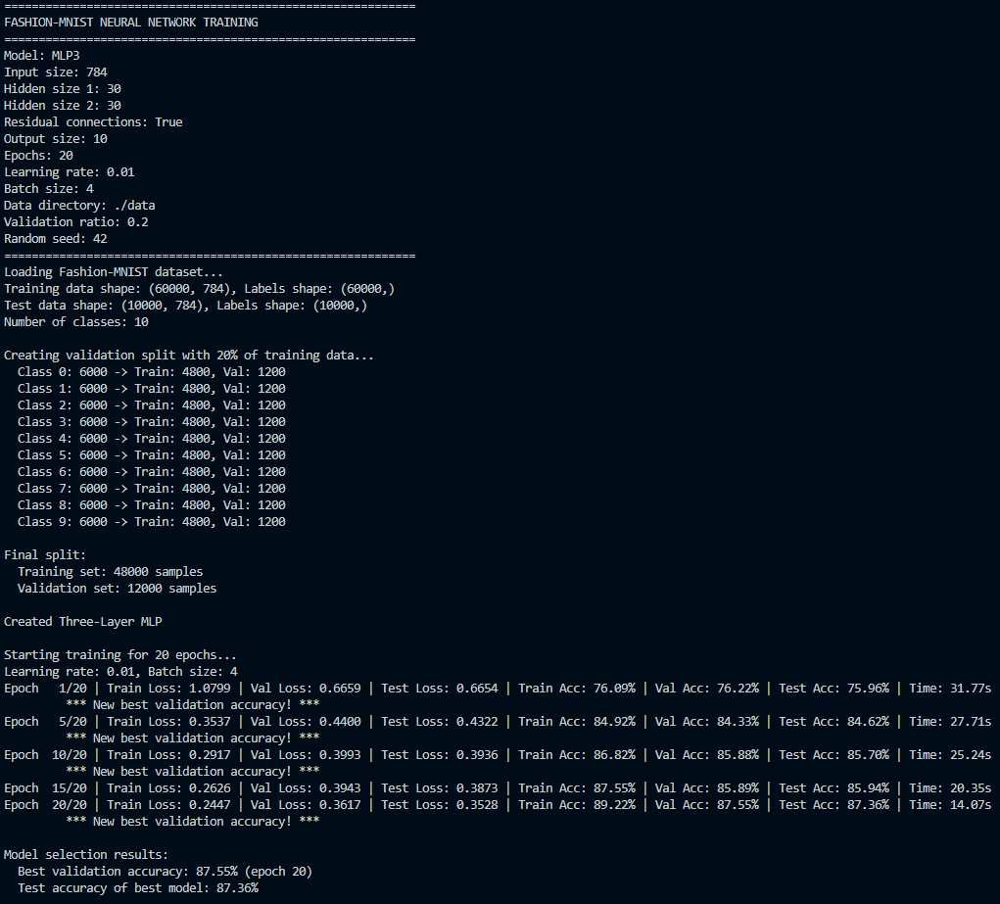 ============================================================
FASHION-MNIST NEURAL NETWORK TRAINING
============================================================
Model: MLP3
Input size: 784
Hidden size 1: 30
Hidden size 2: 30
Residual connections: True
Output size: 10
Epochs: 20
Learning rate: 0.01
Batch size: 4
Data directory: ./data
Validation ratio: 0.2
Random seed: 42
============================================================
Loading Fashion-MNIST dataset...
Training data shape: (60000, 784), Labels shape: (60000,)
Test data shape: (10000, 784), Labels shape: (10000,)
Number of classes: 10

Creating validation split with 20% of training data...
  Class 0: 6000 -> Train: 4800, Val: 1200
  Class 1: 6000 -> Train: 4800, Val: 1200
  Class 2: 6000 -> Train: 4800, Val: 1200
  Class 3: 6000 -> Train: 4800, Val: 1200
  Class 4: 6000 -> Train: 4800, Val: 1200
  Class 5: 6000 -> Train: 4800, Val: 1200
  Class 6: 6000 -> Train: 4800, Val: 1200
  Class 7: 6000 -> Train: 4800, Val: 1200
  Class 8: 6000 -> Train: 4800, Val: 1200
  Class 9: 6000 -> Train: 4800, Val: 1200

Final split:
  Training set: 48000 samples
  Validation set: 12000 samples

Created Three-Layer MLP

Starting training for 20 epochs...
Learning rate: 0.01, Batch size: 4
Epoch   1/20 | Train Loss: 1.0799 | Val Loss: 0.6659 | Test Loss: 0.6654 | Train Acc: 76.09% | Val Acc: 76.22% | Test Acc: 75.96% | Time: 31.77s
         *** New best validation accuracy! ***
Epoch   5/20 | Train Loss: 0.3537 | Val Loss: 0.4400 | Test Loss: 0.4322 | Train Acc: 84.92% | Val Acc: 84.33% | Test Acc: 84.62% | Time: 27.71s
         *** New best validation accuracy! ***
Epoch  10/20 | Train Loss: 0.2917 | Val Loss: 0.3993 | Test Loss: 0.3936 | Train Acc: 86.82% | Val Acc: 85.88% | Test Acc: 85.70% | Time: 25.24s
         *** New best validation accuracy! ***
Epoch  15/20 | Train Loss: 0.2626 | Val Loss: 0.3943 | Test Loss: 0.3873 | Train Acc: 87.55% | Val Acc: 85.89% | Test Acc: 85.94% | Time: 20.35s
Epoch  20/20 | Train Loss: 0.2447 | Val Loss: 0.3617 | Test Loss: 0.3528 | Train Acc: 89.22% | Val Acc: 87.55% | Test Acc: 87.36% | Time: 14.07s
         *** New best validation accuracy! ***

Model selection results:
  Best validation accuracy: 87.55% (epoch 20)
  Test accuracy of best model: 87.36%